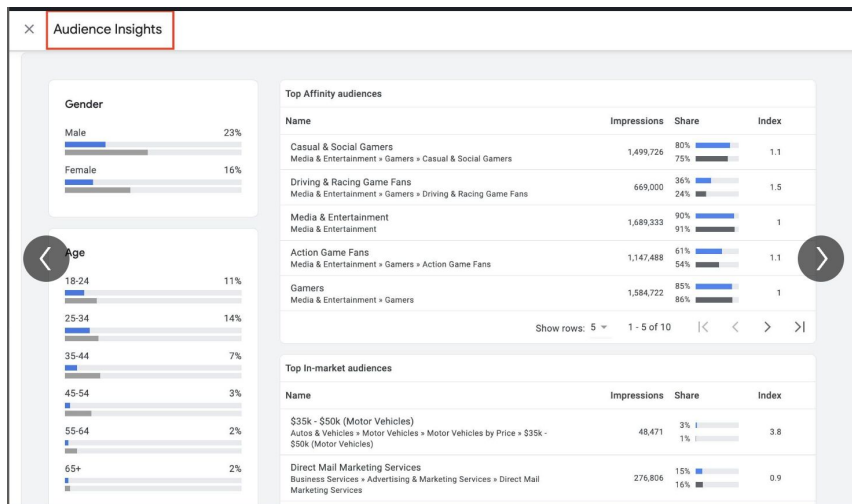 Audience Insights
Gender
Male 23%
Female 16%
Age
18-24 11%
25-34 14%
35-44 7%
45-54 3%
55-64 2%
65+ 2%
Top Affinity audiences
Name Impressions Share Index
Casual & Social Gamers
Media & Entertainment » Gamers » Casual & Social Gamers
1,499,726 80% 75% 1.1
Driving & Racing Game Fans
Media & Entertainment » Gamers » Driving & Racing Game Fans
669,000 36% 24% 1.5
Media & Entertainment
Media & Entertainment
1,689,333 90% 91% 1
Action Game Fans
Media & Entertainment » Gamers » Action Game Fans
1,147,488 61% 54% 1.1
Gamers
Media & Entertainment » Gamers
1,584,722 85% 86% 1
Show rows: 5 1 - 5 of 10
Top In-market audiences
Name Impressions Share Index
$35k - $50k (Motor Vehicles)
Autos & Vehicles » Motor Vehicles » Motor Vehicles by Price » $35k -
$50k (Motor Vehicles)
48,471 3% 1% 3.8
Direct Mail Marketing Services
Business Services » Advertising & Marketing Services » Direct Mail
Marketing Services
276,806 15% 16% 0.9